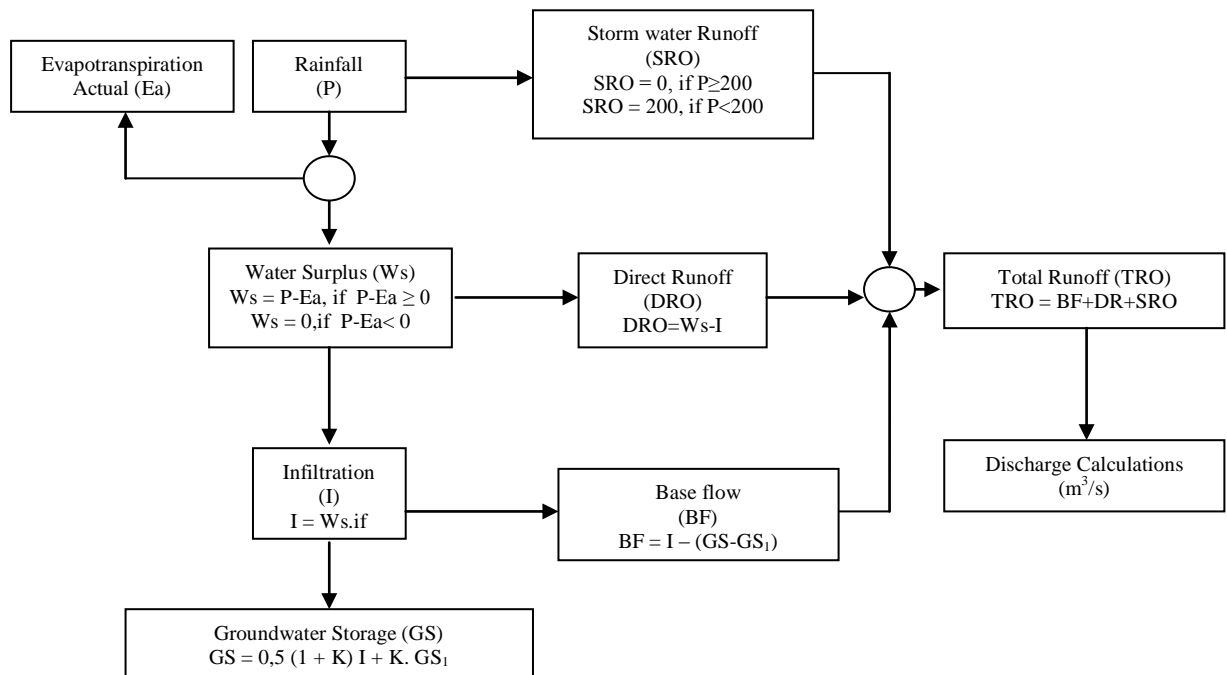 Evapotranspiration
Actual (Ea)
Rainfall
(P)
Storm water Runoff
(SRO)
SRO = 0, if P≥200
SRO = 200, if P<200
Water Surplus (Ws)
Ws = P-Ea, if P-Ea ≥ 0
Ws = 0,if P-Ea< 0
Direct Runoff
(DRO)
DRO=Ws-I
Total Runoff (TRO)
TRO = BF+DR+SRO
Infiltration
(I)
I = Ws.if
Base flow
(BF)
BF = I – (GS-GS₁)
Discharge Calculations
(m³/s)
Groundwater Storage (GS)
GS = 0,5 (1 + K) I + K. GS₁